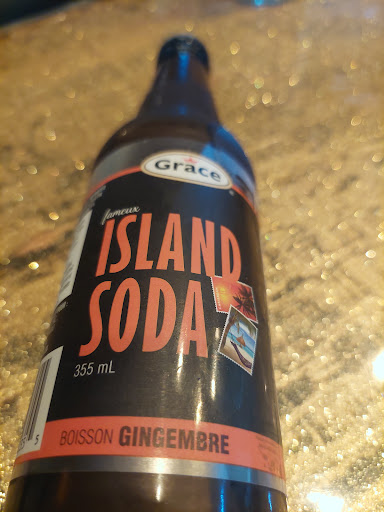 Grace
fameux
ISLAND
SODA
355 mL
BOISSON GINGEMBRE